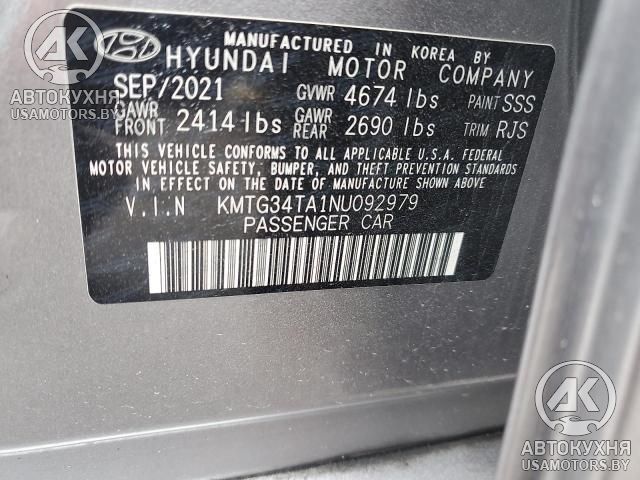 MANUFACTURED IN KOREA BY
HYUNDAI MOTOR COMPANY
SEP/2021 GVWR 4674 lbs PAINT SSS
GAWR FRONT 2414 lbs GAWR REAR 2690 lbs TRIM RJS
THIS VEHICLE CONFORMS TO ALL APPLICABLE U.S.A. FEDERAL
MOTOR VEHICLE SAFETY, BUMPER, AND THEFT PREVENTION STANDARDS
IN EFFECT ON THE DATE OF MANUFACTURE SHOWN ABOVE
V.I.N KMTG34TA1NU092979
PASSENGER CAR
АК
АВТОКУХНЯ
USAMOTORS.BY
АК
АВТОКУХНЯ
USAMOTORS.BY